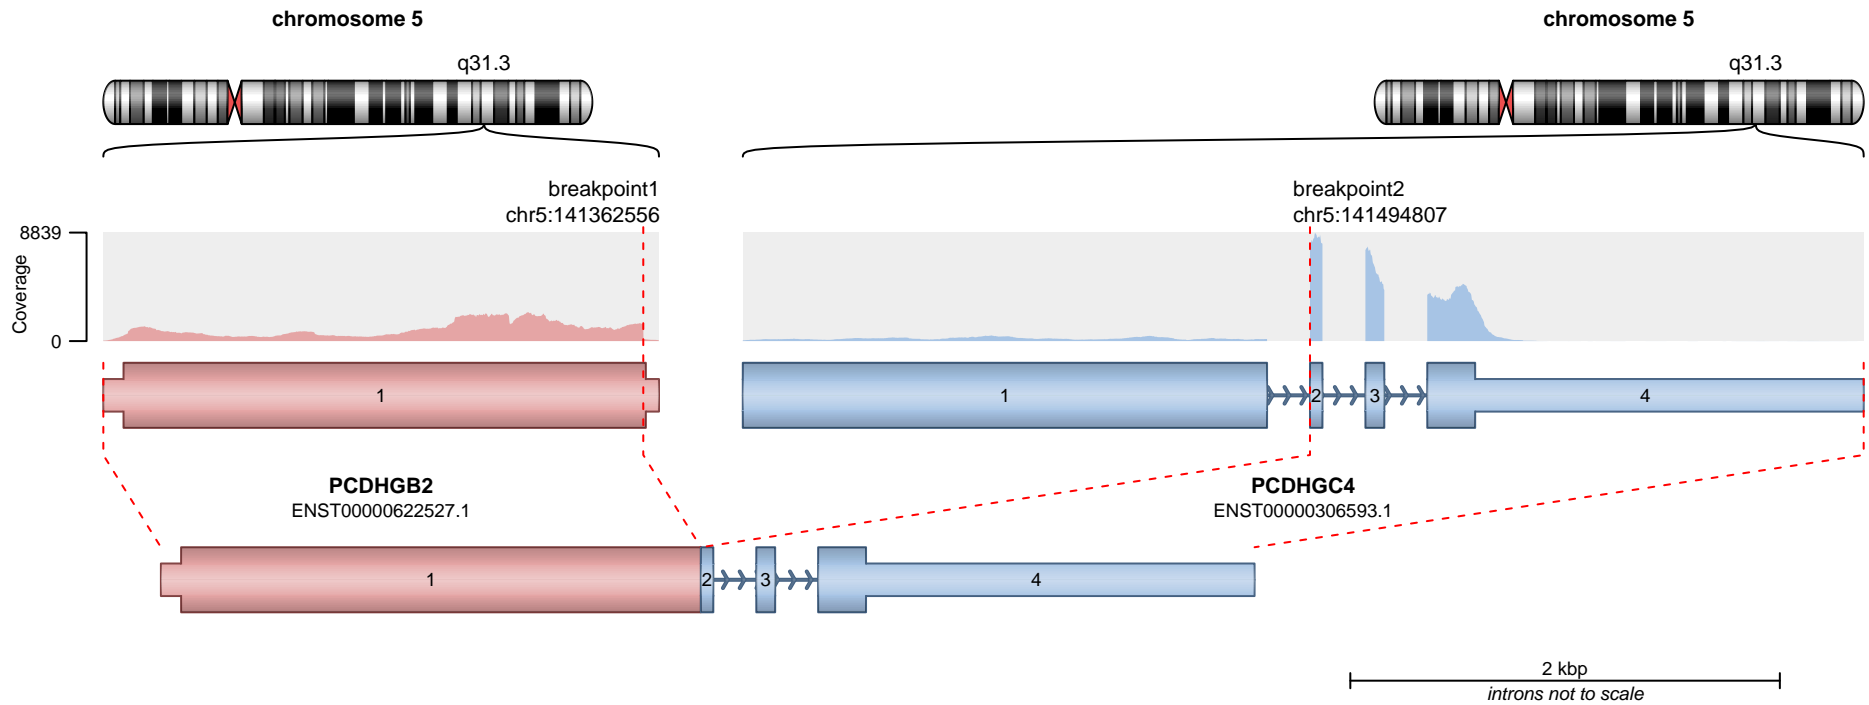 chromosome 5
chromosome 5
q31.3
q31.3
breakpoint1
chr5:141362556
breakpoint2
chr5:141494807
8839
Coverage
0
1
1
2
3
4
PCDHGB2
ENST00000622527.1
PCDHGC4
ENST00000306593.1
1
2
3
4
2 kbp
introns not to scale